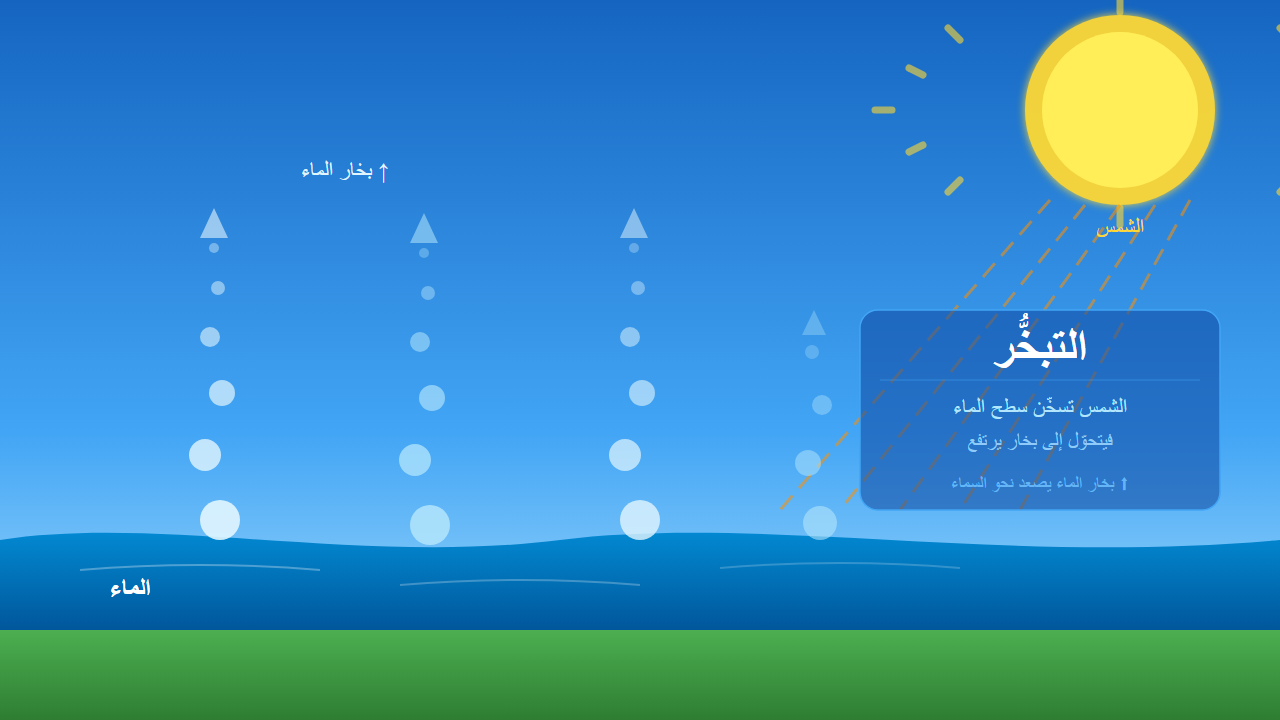 ↑ بخار الماء
الشمس
التبخُّر
الشمس تسخّن سطح الماء
فيتحوّل إلى بخار يرتفع
⬆ بخار الماء يصعد نحو السماء
الماء